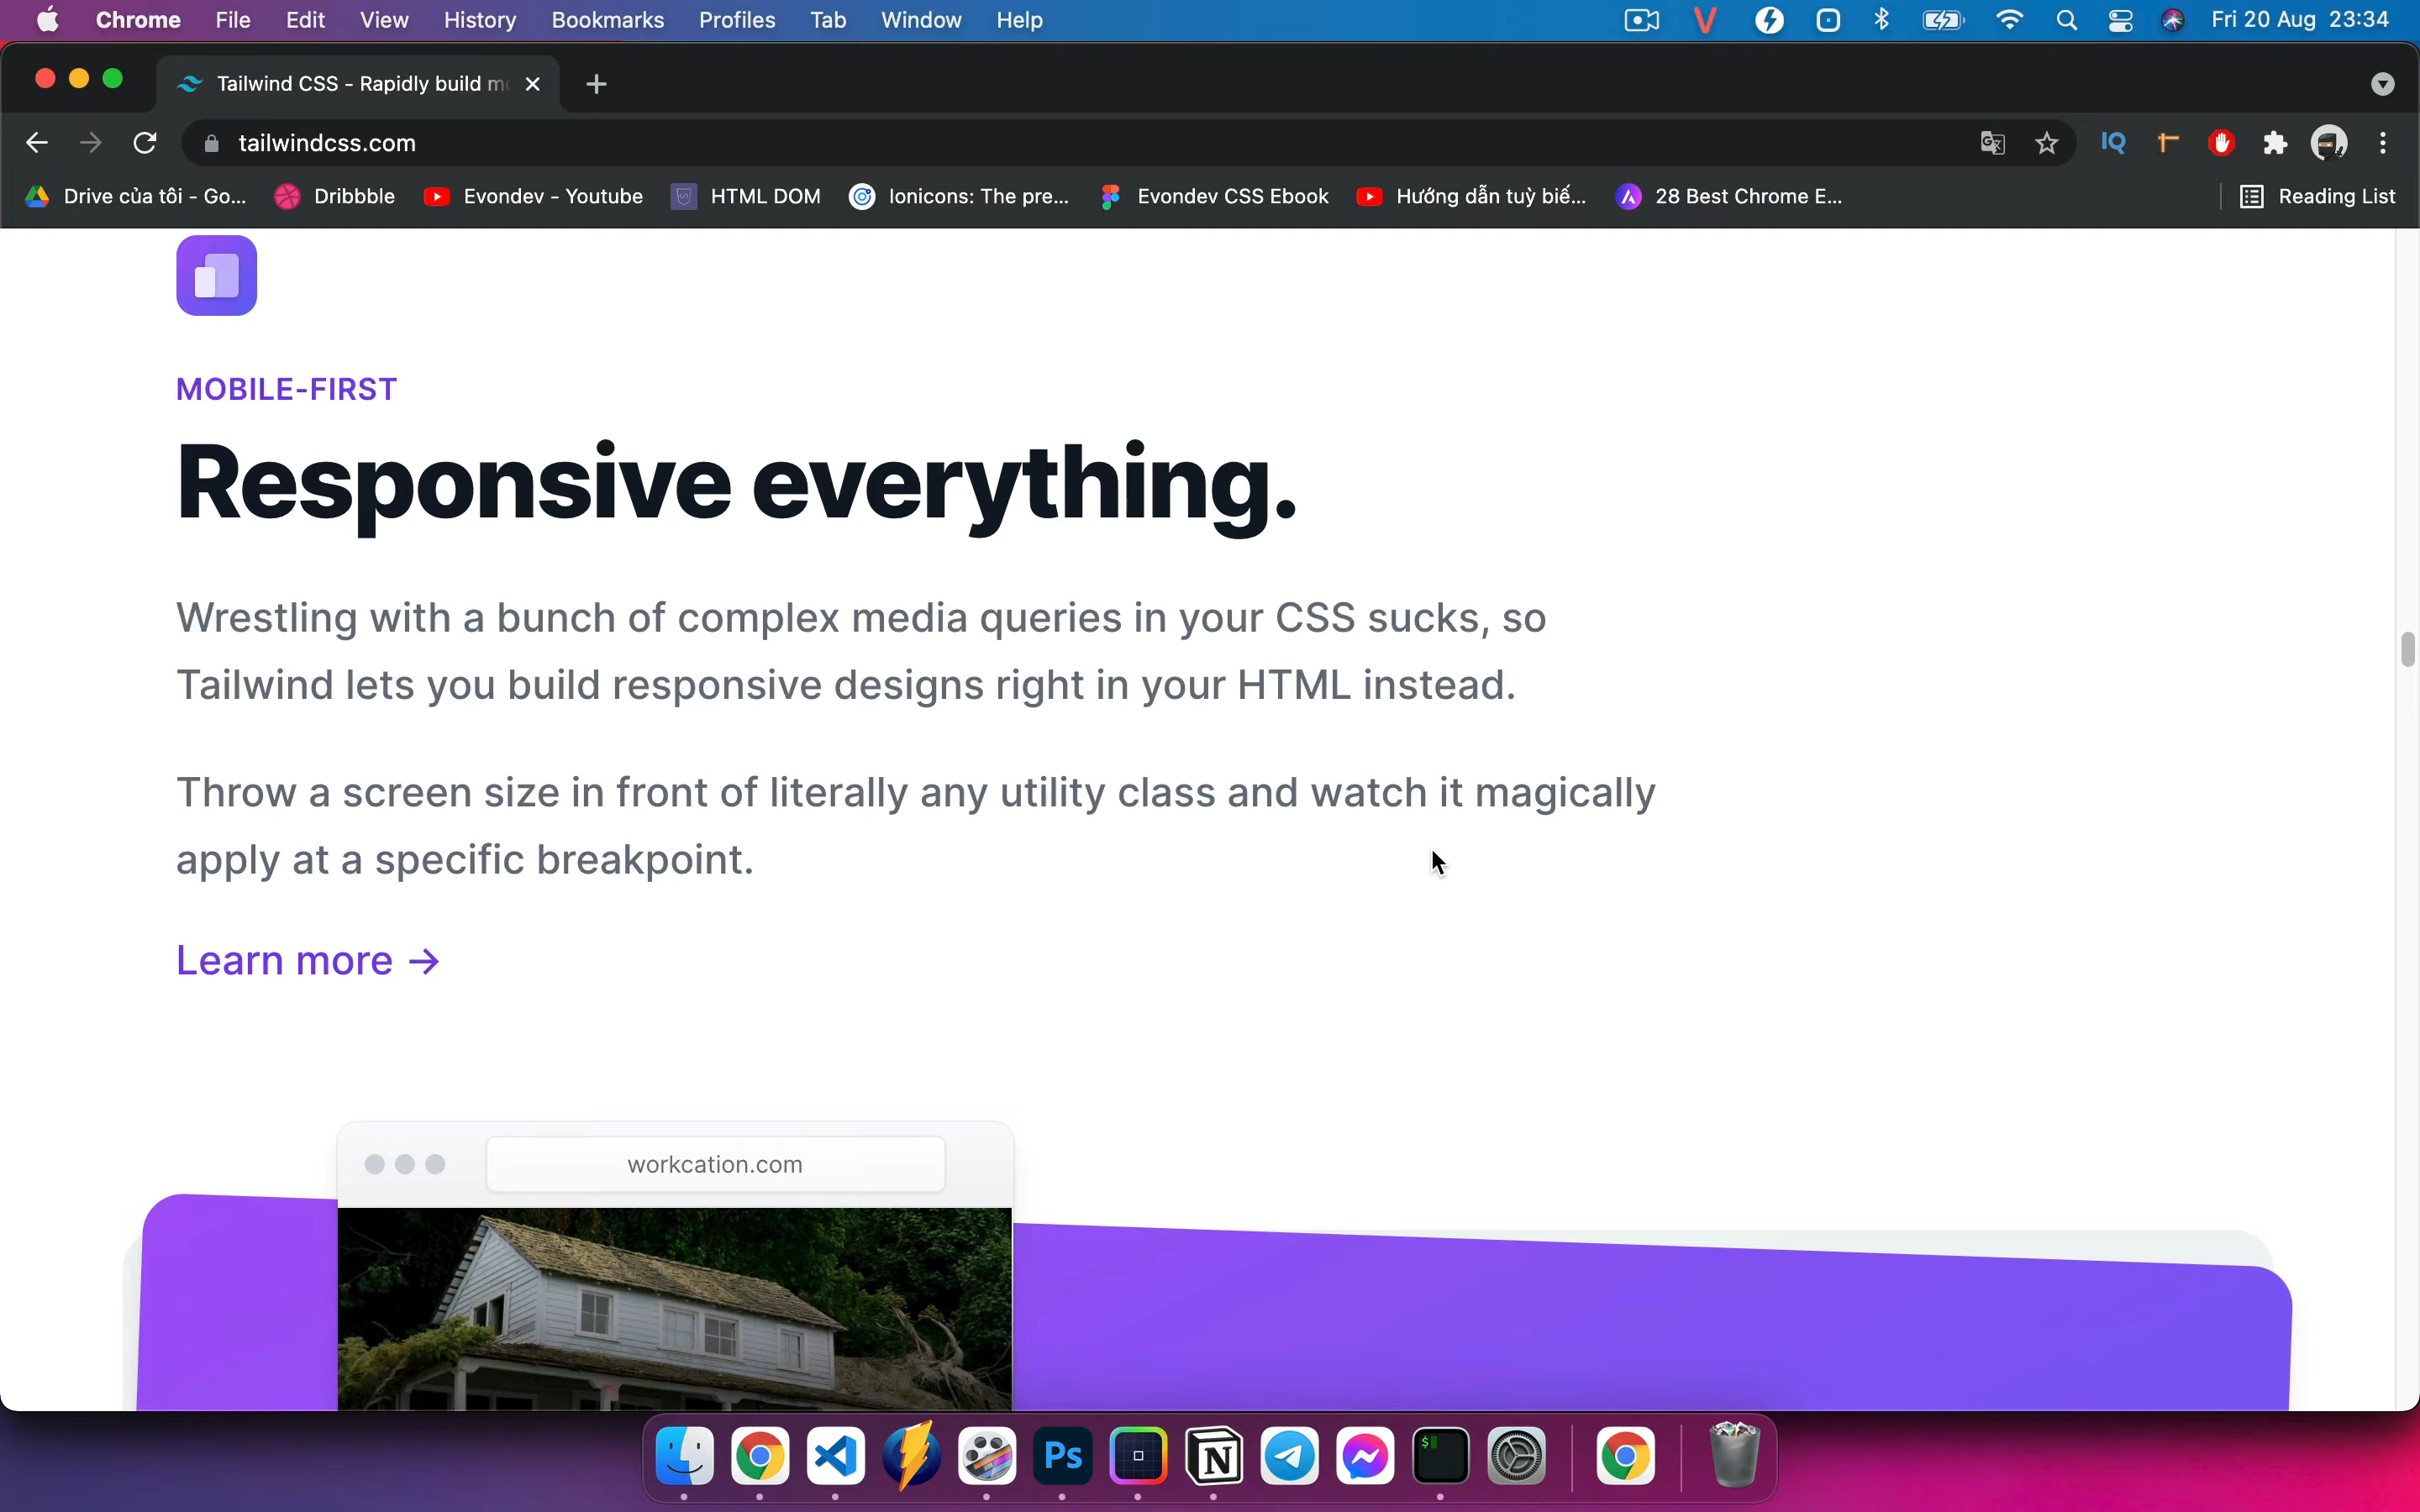 Chrome File Edit View History Bookmarks Profiles Tab Window Help Fri 20 Aug 23:34
Tailwind CSS - Rapidly build
tailwindcss.com
IQ
Drive của tôi - Go... Dribbble Evondev - Youtube HTML DOM Ionicons: The pre... Evondev CSS Ebook Hướng dẫn tuỳ biế... 28 Best Chrome E... Reading List
MOBILE-FIRST
Responsive everything.
Wrestling with a bunch of complex media queries in your CSS sucks, so
Tailwind lets you build responsive designs right in your HTML instead.
Throw a screen size in front of literally any utility class and watch it magically
apply at a specific breakpoint.
Learn more →
workcation.com
Ps
$